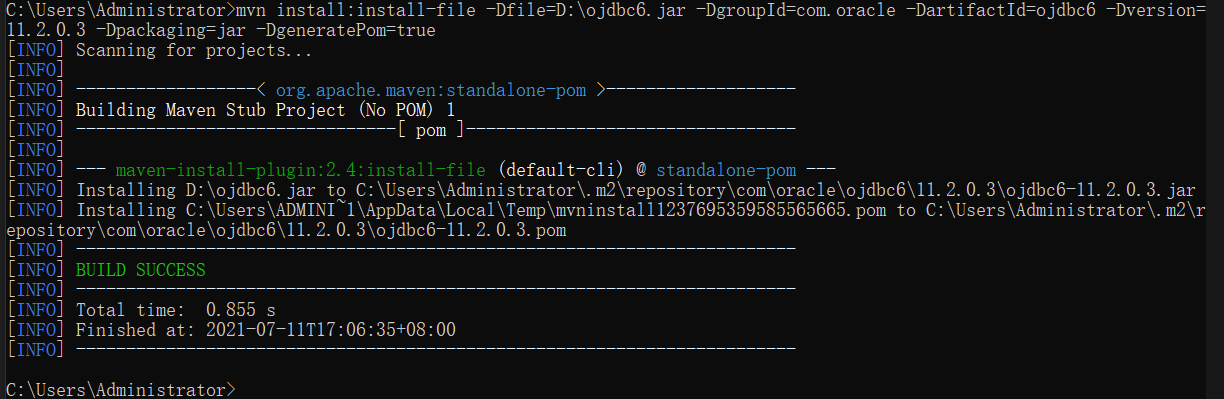 C:\Users\Administrator>mvn install:install-file -Dfile=D:\ojdbc6.jar -DgroupId=com.oracle -DartifactId=ojdbc6 -Dversion=
11.2.0.3 -Dpackaging=jar -DgeneratePom=true
[INFO] Scanning for projects...
[INFO]
[INFO] ------------------< org.apache.maven:standalone-pom >-------------------
[INFO] Building Maven Stub Project (No POM) 1
[INFO] --------------------------------[ pom ]---------------------------------
[INFO]
[INFO] --- maven-install-plugin:2.4:install-file (default-cli) @ standalone-pom ---
[INFO] Installing D:\ojdbc6.jar to C:\Users\Administrator\.m2\repository\com\oracle\ojdbc6\11.2.0.3\ojdbc6-11.2.0.3.jar
[INFO] Installing C:\Users\ADMINI~1\AppData\Local\Temp\mvninstall1237695359585565665.pom to C:\Users\Administrator\.m2\r
epository\com\oracle\ojdbc6\11.2.0.3\ojdbc6-11.2.0.3.pom
[INFO] ------------------------------------------------------------------------
[INFO] BUILD SUCCESS
[INFO] ------------------------------------------------------------------------
[INFO] Total time:  0.855 s
[INFO] Finished at: 2021-07-11T17:06:35+08:00
[INFO] ------------------------------------------------------------------------
C:\Users\Administrator>